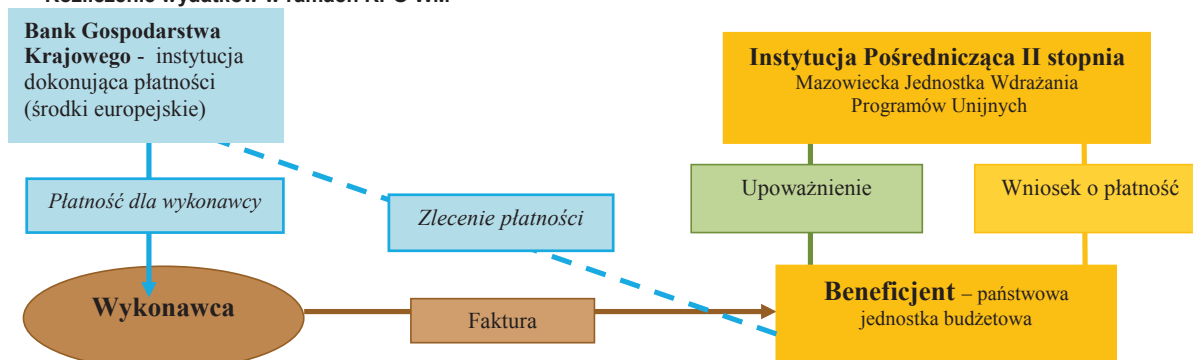 Bank Gospodarstwa
Krajowego - instytucja
dokonująca płatności
(środki europejskie)
Instytucja Pośrednicząca II stopnia
Mazowiecka Jednostka Wdrażania
Programów Unijnych
Płatność dla wykonawcy
Zlecenie płatności
Upoważnienie
Wniosek o płatność
Wykonawca
Faktura
Beneficjent – państwowa
jednostka budżetowa